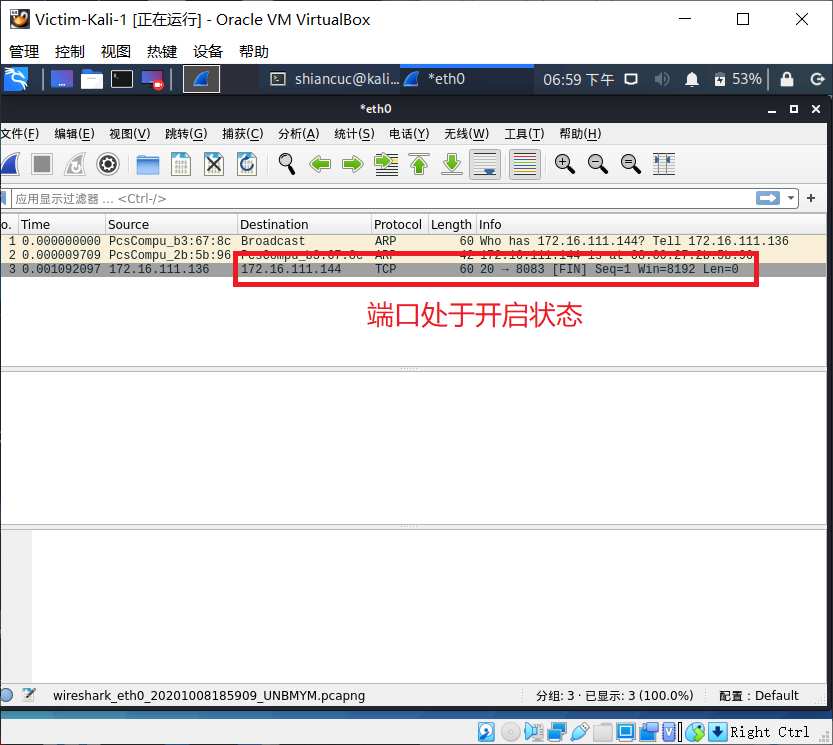 Victim-Kali-1 [正在运行] - Oracle VM VirtualBox
管理 控制 视图 热键 设备 帮助
shiancuc@kali... *eth0 06:59 下午 53%
*eth0
文件(F) 编辑(E) 视图(V) 跳转(G) 捕获(C) 分析(A) 统计(S) 电话(Y) 无线(W) 工具(T) 帮助(H)
应用显示过滤器 … <Ctrl-/>
o. Time Source Destination Protocol Length Info
1 0.000000000 PcsCompu_b3:67:8c Broadcast ARP 60 Who has 172.16.111.144? Tell 172.16.111.136
2 0.000009709 PcsCompu_2b:5b:96 PcsCompu_b3:67:8c ARP 42 172.16.111.144 is at 08:00:27:2b:5b:96
3 0.001092097 172.16.111.136 172.16.111.144 TCP 60 20 → 8083 [FIN] Seq=1 Win=8192 Len=0
端口处于开启状态
wireshark_eth0_20201008185909_UNBMYM.pcapng 分组: 3 · 已显示: 3 (100.0%) 配置：Default
Right Ctrl